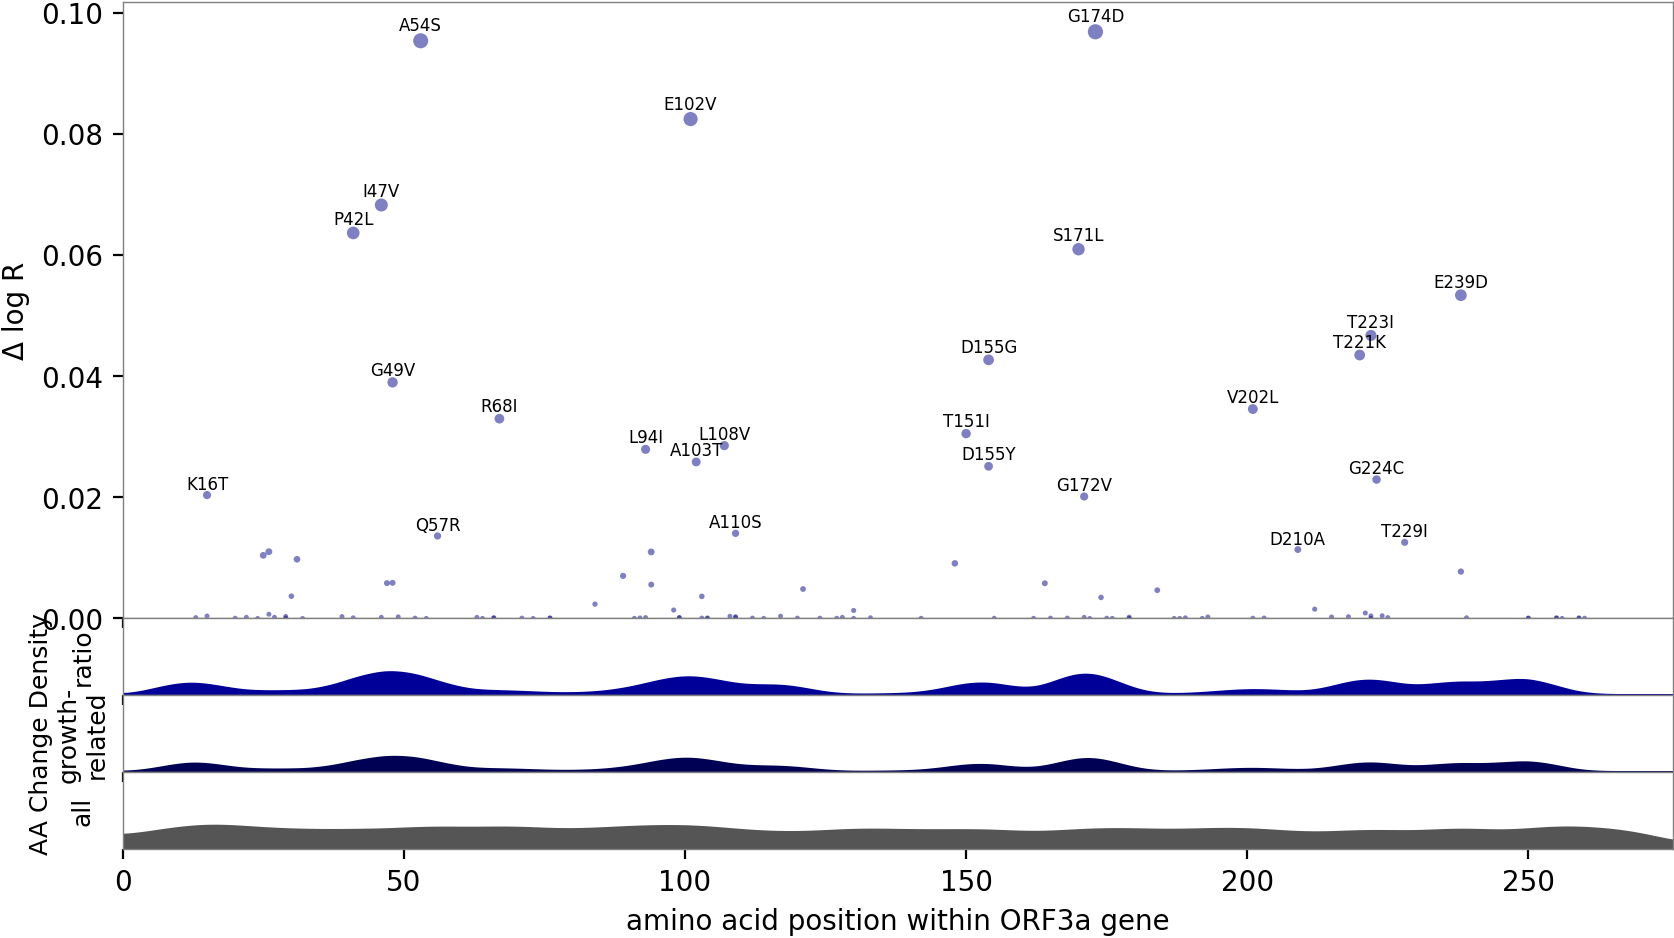 0.10
0.08
0.06
0.04
0.02
0.00
Δ log R
A54S
G174D
E102V
I47V
P42L
S171L
E239D
T223I
T221K
D155G
G49V
V202L
R68I
T151I
L94I
L108V
A103T
D155Y
G224C
K16T
G172V
Q57R
A110S
T229I
D210A
AA Change Density
ratio
growth-
related
all
0 50 100 150 200 250
amino acid position within ORF3a gene